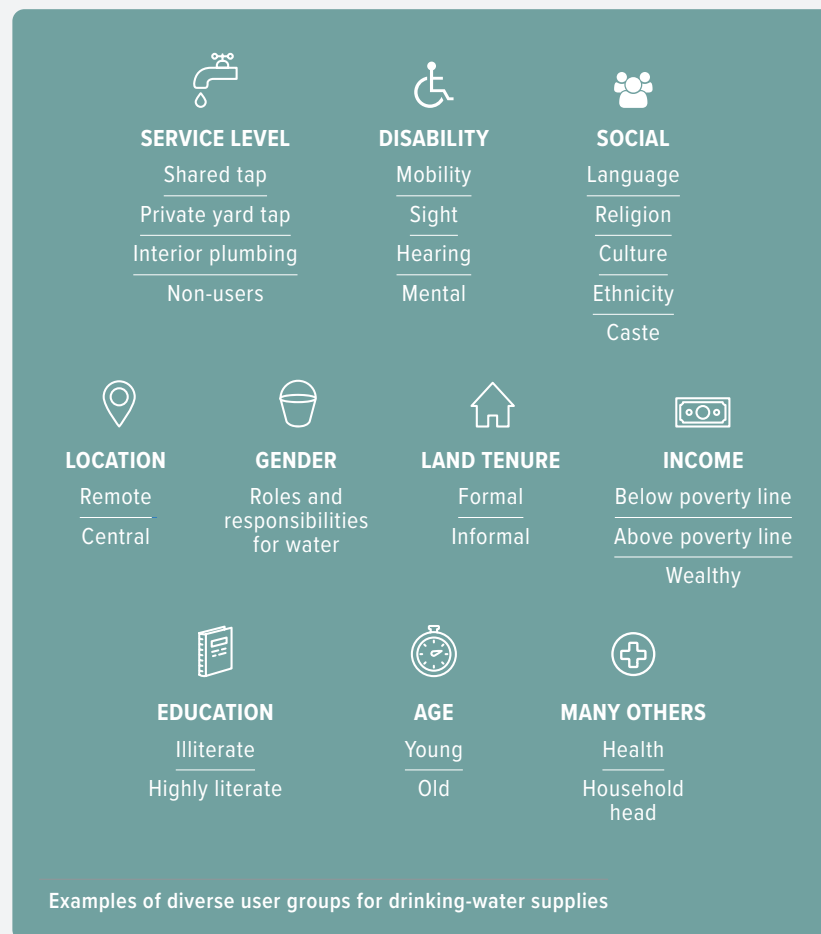 SERVICE LEVEL
Shared tap
Private yard tap
Interior plumbing
Non-users
DISABILITY
Mobility
Sight
Hearing
Mental
SOCIAL
Language
Religion
Culture
Ethnicity
Caste
LOCATION
Remote
Central
GENDER
Roles and
responsibilities
for water
LAND TENURE
Formal
Informal
INCOME
Below poverty line
Above poverty line
Wealthy
EDUCATION
Illiterate
Highly literate
AGE
Young
Old
MANY OTHERS
Health
Household
head
Examples of diverse user groups for drinking-water supplies